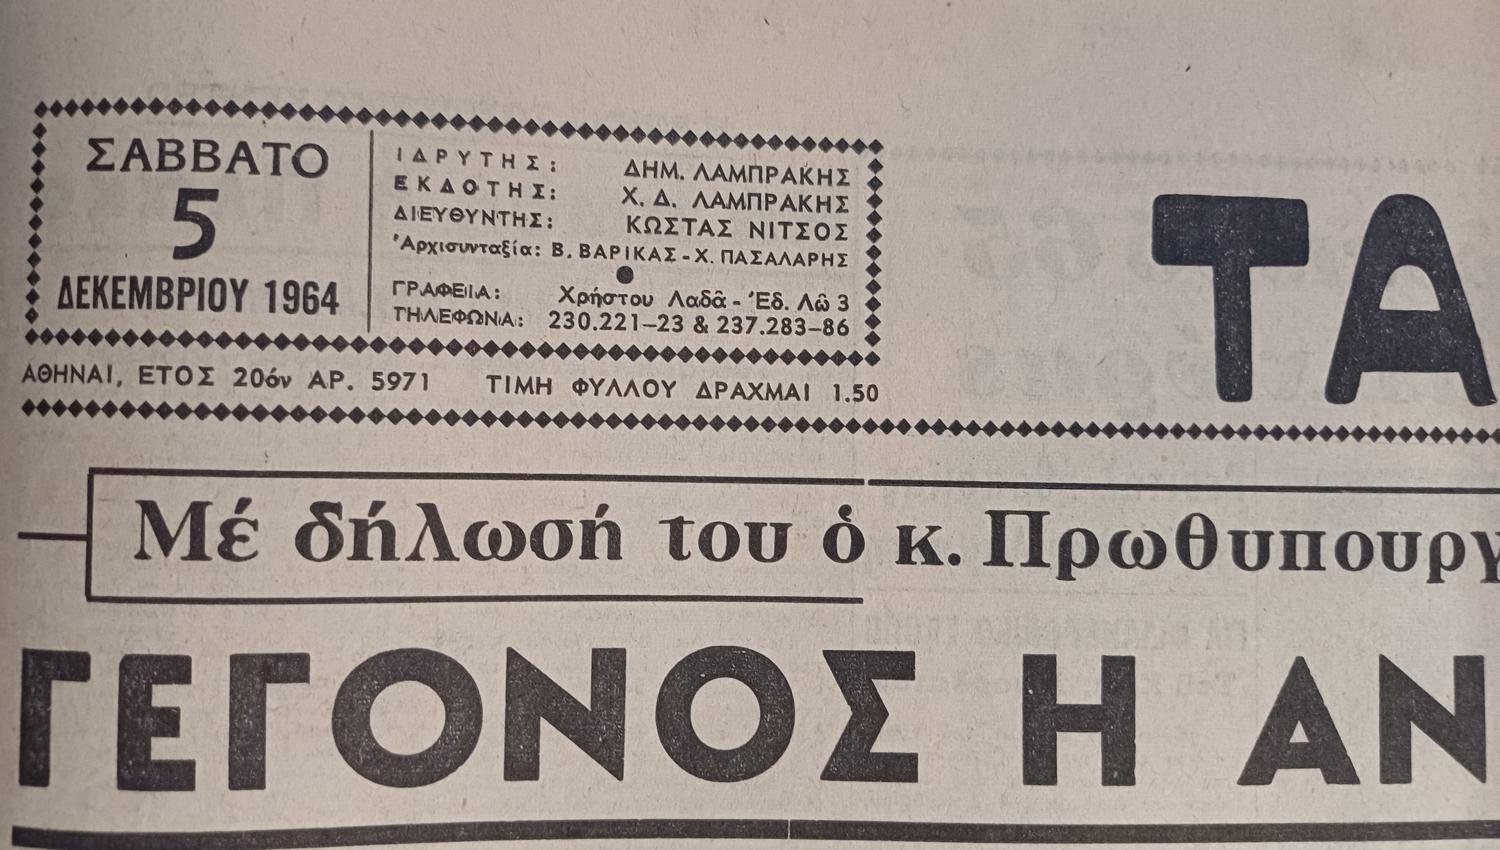 ΣΑΒΒΑΤΟ
5
ΔΕΚΕΜΒΡΙΟΥ 1964
ΙΔΡΥΤΗΣ: ΔΗΜ. ΛΑΜΠΡΑΚΗΣ
ΕΚΔΟΤΗΣ: Χ. Δ. ΛΑΜΠΡΑΚΗΣ
ΔΙΕΥΘΥΝΤΗΣ: ΚΩΣΤΑΣ ΝΙΤΣΟΣ
Ἀρχισυνταξία: Β. ΒΑΡΙΚΑΣ - Χ. ΠΑΣΑΛΑΡΗΣ
ΓΡΑΦΕΙΑ: Χρήστου Λαδᾶ - Ἐδ. Λῶ 3
ΤΗΛΕΦΩΝΑ: 230.221–23 & 237.283–86
ΑΘΗΝΑΙ, ΕΤΟΣ 20όν ΑΡ. 5971 ΤΙΜΗ ΦΥΛΛΟΥ ΔΡΑΧΜΑΙ 1.50
ΤΑ
Μέ δήλωσή του ὁ κ. Πρωθυπουργ
ΓΕΓΟΝΟΣ Η ΑΝ